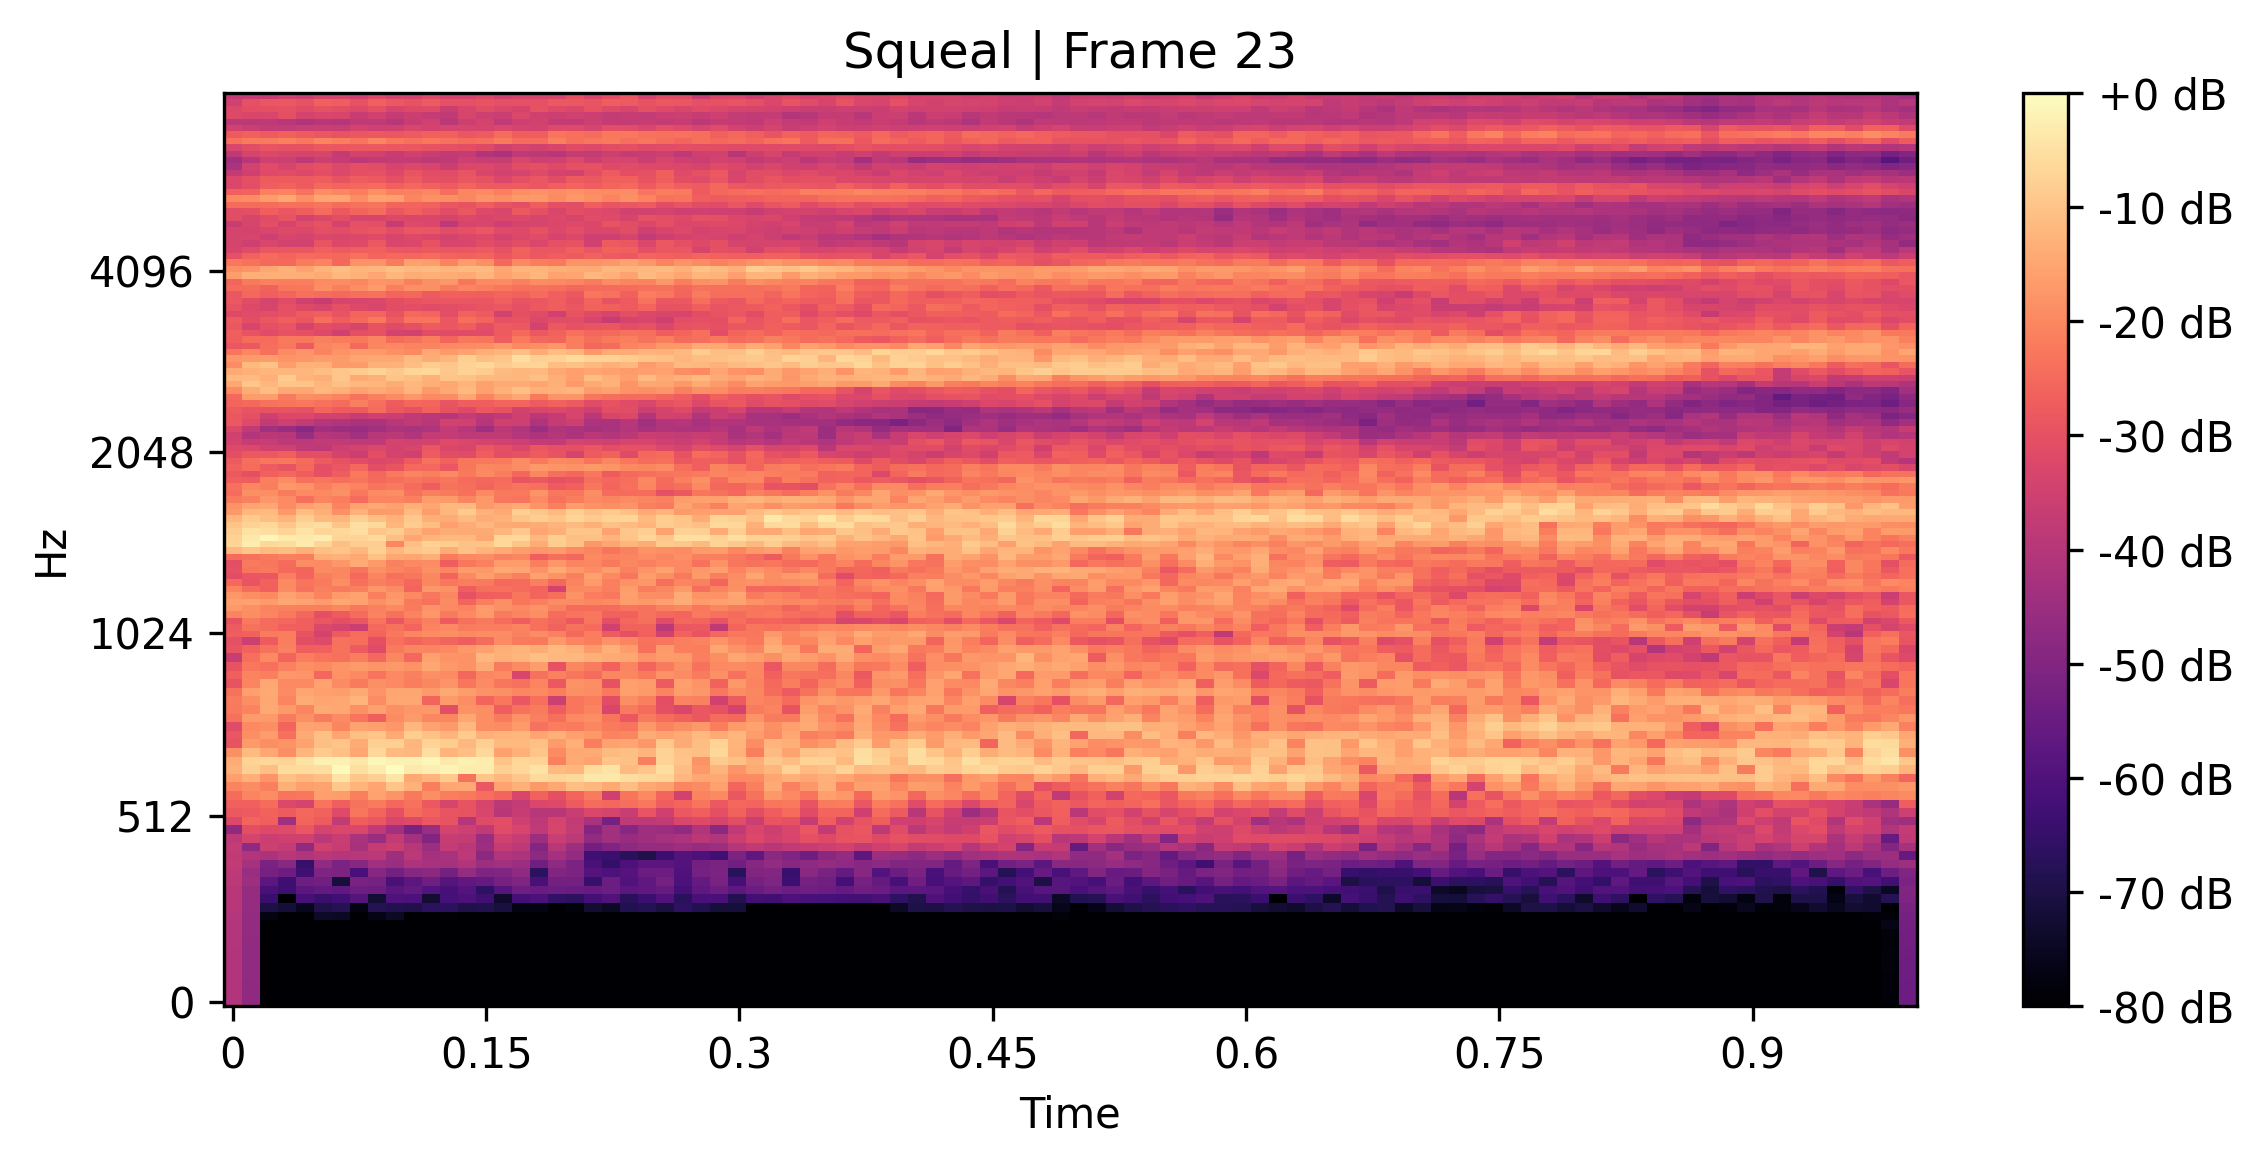 Squeal | Frame 23
+0 dB
-10 dB
-20 dB
-30 dB
-40 dB
-50 dB
-60 dB
-70 dB
-80 dB
Hz
4096
2048
1024
512
0
0 0.15 0.3 0.45 0.6 0.75 0.9
Time